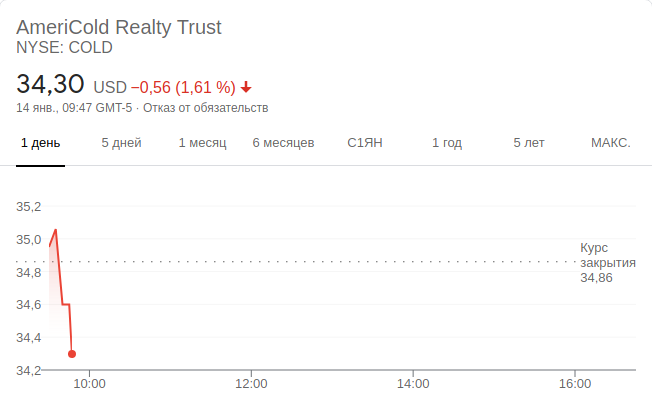 AmeriCold Realty Trust
NYSE: COLD
34,30 USD −0,56 (1,61 %)
14 янв., 09:47 GMT-5 · Отказ от обязательств
1 день 5 дней 1 месяц 6 месяцев С1ЯН 1 год 5 лет МАКС.
35,2
35,0
34,8
34,6
34,4
34,2
Курс
закрытия
34,86
10:00 12:00 14:00 16:00